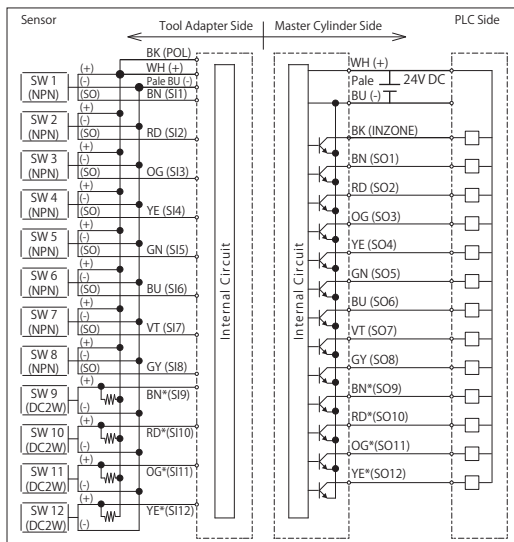 Sensor
Tool Adapter Side
Master Cylinder Side
PLC Side
SW 1
(NPN)
(+)
(-)
(SO)
BK (POL)
WH (+)
Pale BU (-)
BN (SI1)
SW 2
(NPN)
(+)
(-)
(SO)
RD (SI2)
SW 3
(NPN)
(+)
(-)
(SO)
OG (SI3)
SW 4
(NPN)
(+)
(-)
(SO)
YE (SI4)
SW 5
(NPN)
(+)
(-)
(SO)
GN (SI5)
SW 6
(NPN)
(+)
(-)
(SO)
BU (SI6)
SW 7
(NPN)
(+)
(-)
(SO)
VT (SI7)
SW 8
(NPN)
(+)
(-)
(SO)
GY (SI8)
SW 9
(DC2W)
(+)
(-)
BN*(SI9)
SW 10
(DC2W)
(+)
(-)
RD*(SI10)
SW 11
(DC2W)
(+)
(-)
OG*(SI11)
SW 12
(DC2W)
(+)
(-)
YE*(SI12)
Internal Circuit
Internal Circuit
WH (+)
Pale
BU (-)
24V DC
BK (INZONE)
BN (SO1)
RD (SO2)
OG (SO3)
YE (SO4)
GN (SO5)
BU (SO6)
VT (SO7)
GY (SO8)
BN*(SO9)
RD*(SO10)
OG*(SO11)
YE*(SO12)